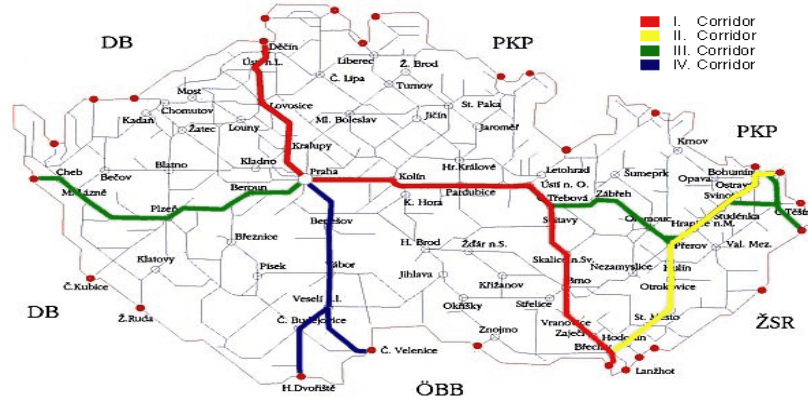 I. Corridor
II. Corridor
III. Corridor
IV. Corridor
DB
PKP
Děčín
Ústí n.L.
Liberec
Ž. Brod
Č. Lípa
Turnov
Most
Chomutov
Kadaň
Žatec
Louny
Lovosice
Ml. Boleslav
Jičín
St. Paka
Jaroměř
Kralupy
Krnov
PKP
Cheb
M. Lázně
Bečov
Blatno
Kladno
Praha
Kolín
Hr.Králové
Letohrad
Šumperk
Opava
Bohumín
Ostrava
Svinov
Beroun
Plzeň
K. Hora
Pardubice
Ústí n. O.
Č. Třebová
Zábřeh
Studénka
Č. Těšín
Benešov
Svitavy
Olomouc
Hranice n.M.
Březnice
H. Brod
Žďár n.S.
Skalice n.Sv.
Přerov
Val. Mez.
Klatovy
Písek
Tábor
Jihlava
Křižanov
Brno
Nezamyslice
Hulín
Č.Kubice
Otrokovice
DB
Ž.Ruda
Veselí n.l.
Okříšky
Střelice
Č. Budějovice
Znojmo
Vranovice
Zaječí
St. Město
Hodonín
ŽSR
Č. Velenice
Břeclav
Lanžhot
H.Dvořiště
ÖBB